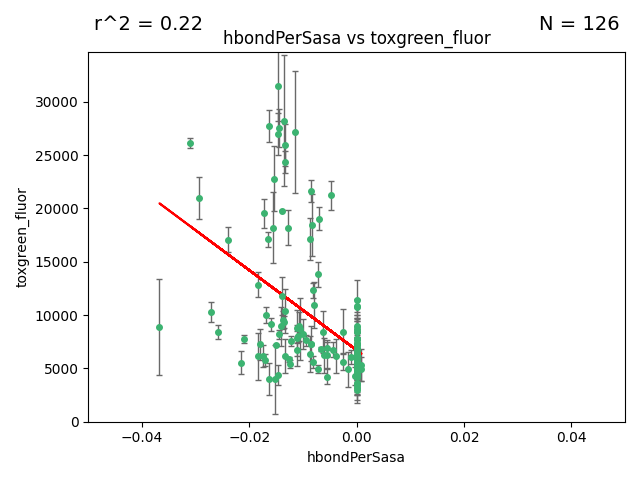 r^2 = 0.22
N = 126
hbondPerSasa vs toxgreen_fluor
toxgreen_fluor
30000
25000
20000
15000
10000
5000
0
−0.04
−0.02
0.00
0.02
0.04
hbondPerSasa